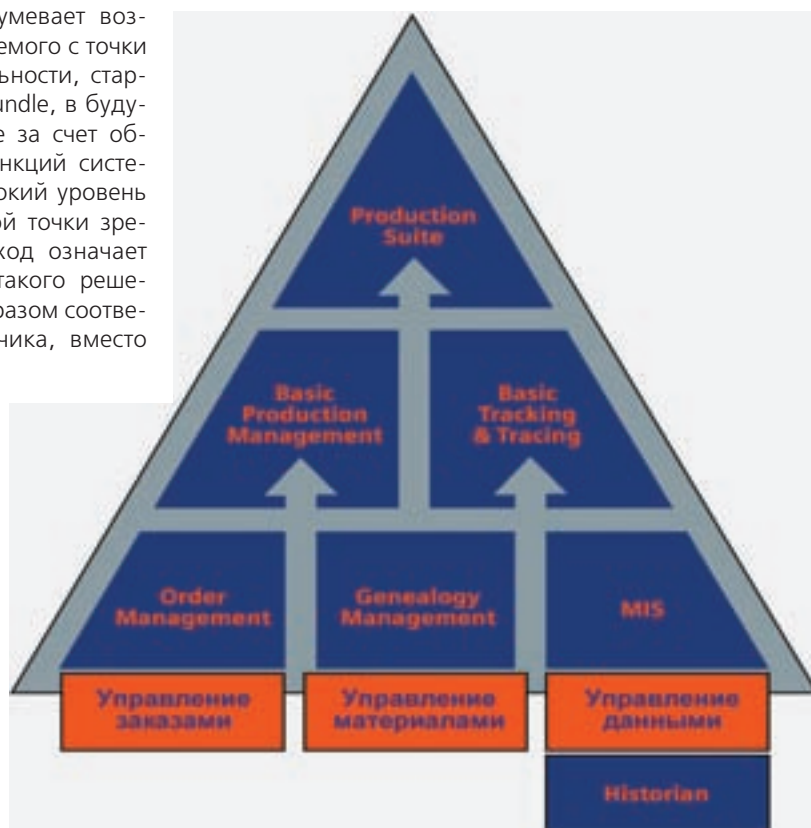 умевает воз-
емого с точки
льности, стар-
undle, в буду-
е за счет об-
нкций систе-
окий уровень
ой точки зре-
ход означает
такого реше-
разом соотве-
ника, вместо
Production
Suite
Basic
Production
Management
Basic
Tracking
& Tracing
Order
Management
Genealogy
Management
MIS
Управление
заказами
Управление
материалами
Управление
данными
Historian